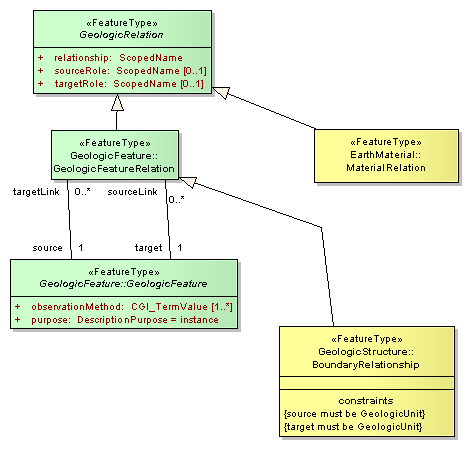 «FeatureType»
GeologicRelation
+ relationship: ScopedName
+ sourceRole: ScopedName [0..1]
+ targetRole: ScopedName [0..1]
«FeatureType»
GeologicFeature::
GeologicFeatureRelation
«FeatureType»
EarthMaterial::
MaterialRelation
targetLink 0..* sourceLink
0..*
source 1 target 1
«FeatureType»
GeologicFeature::GeologicFeature
+ observationMethod: CGI_TermValue [1..*]
+ purpose: DescriptionPurpose = instance
«FeatureType»
GeologicStructure::
BoundaryRelationship
constraints
{source must be GeologicUnit}
{target must be GeologicUnit}